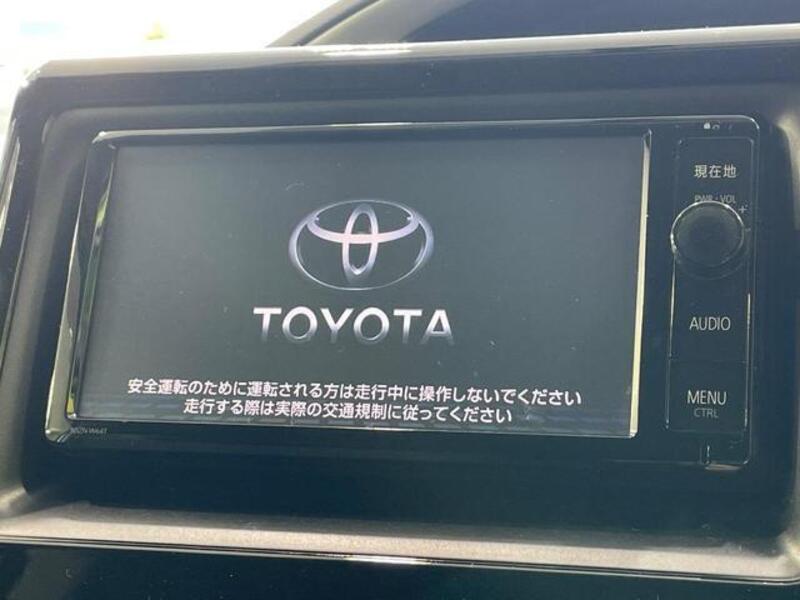 現在地
PWR・VOL
+
TOYOTA
AUDIO
安全運転のために運転される方は走行中に操作しないでください
走行する際は実際の交通規制に従ってください
MENU
CTRL
NSZN-W64T